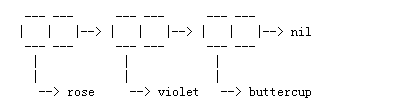 --- --- --- --- --- ---
| | |--> | | |--> | | |--> nil
--- --- --- --- --- ---
| | |
| | |
--> rose --> violet --> buttercup